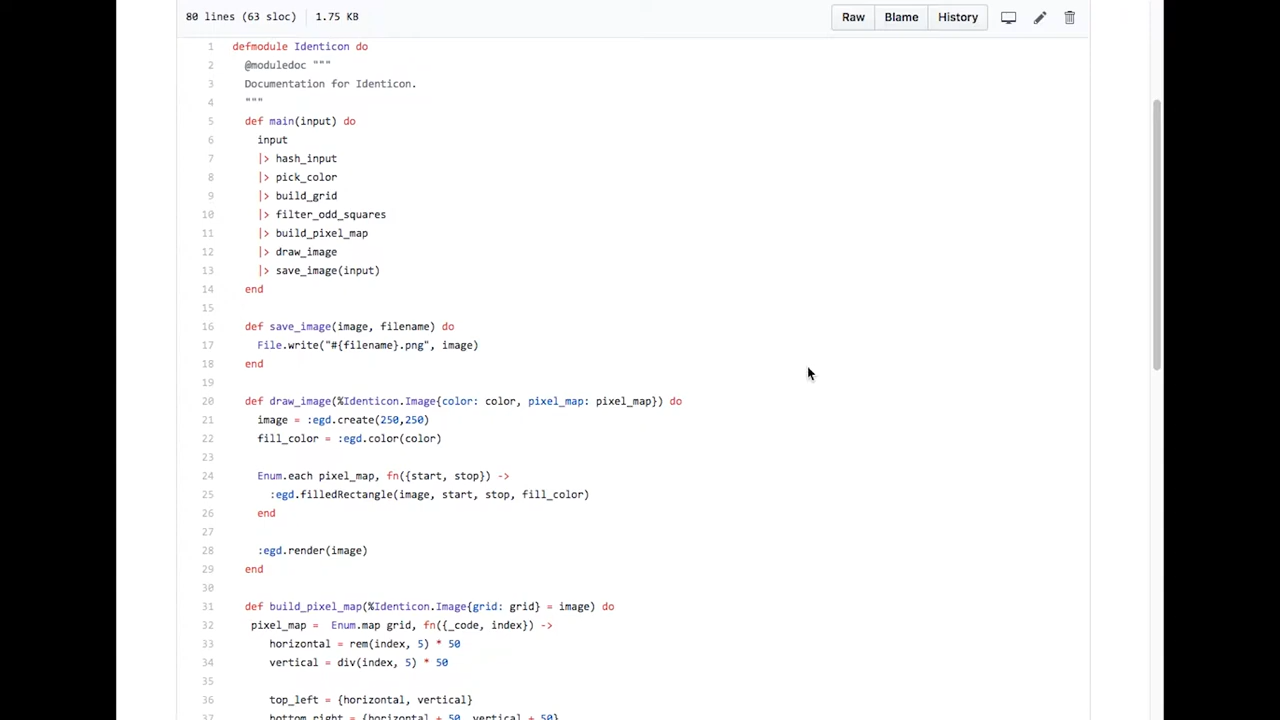 80 lines (63 sloc) 1.75 KB Raw Blame History
1 defmodule Identicon do
2 @moduledoc """
3 Documentation for Identicon.
4 """
5 def main(input) do
6 input
7 |> hash_input
8 |> pick_color
9 |> build_grid
10 |> filter_odd_squares
11 |> build_pixel_map
12 |> draw_image
13 |> save_image(input)
14 end
15
16 def save_image(image, filename) do
17 File.write("#{filename}.png", image)
18 end
19
20 def draw_image(%Identicon.Image{color: color, pixel_map: pixel_map}) do
21 image = :egd.create(250,250)
22 fill_color = :egd.color(color)
23
24 Enum.each pixel_map, fn({start, stop}) ->
25 :egd.filledRectangle(image, start, stop, fill_color)
26 end
27
28 :egd.render(image)
29 end
30
31 def build_pixel_map(%Identicon.Image{grid: grid} = image) do
32 pixel_map = Enum.map grid, fn({_code, index}) ->
33 horizontal = rem(index, 5) * 50
34 vertical = div(index, 5) * 50
35
36 top_left = {horizontal, vertical}
37 bottom_right = {horizontal + 50, vertical + 50}